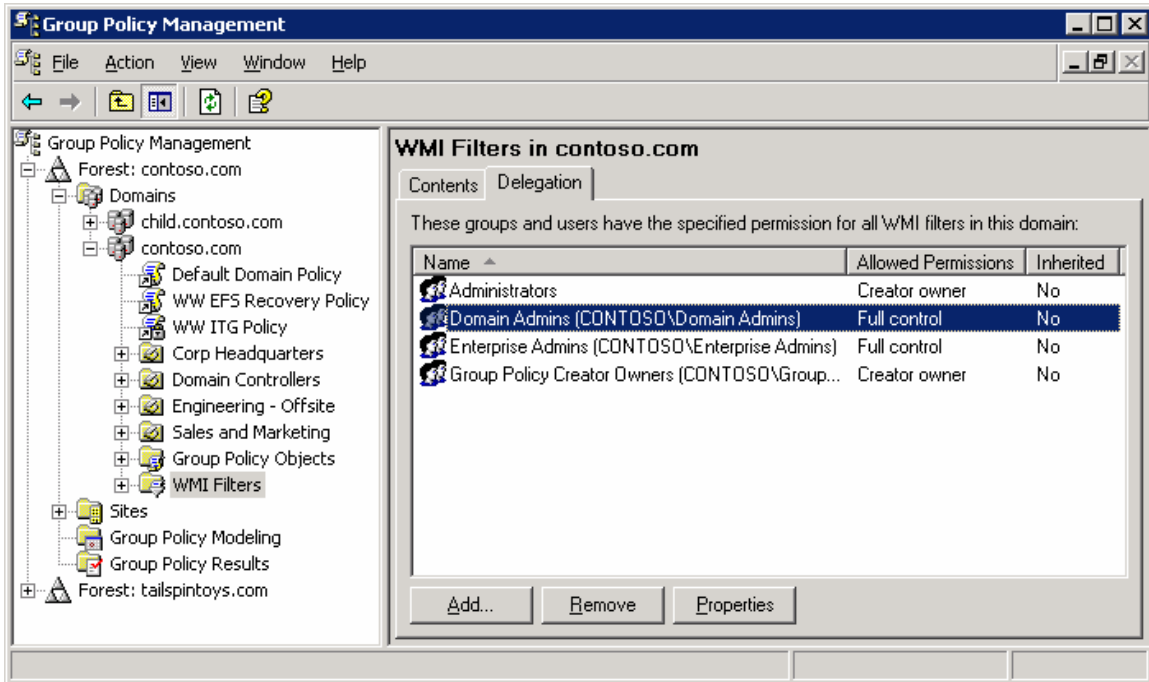 Group Policy Management
File Action View Window Help
Group Policy Management
Forest: contoso.com
Domains
child.contoso.com
contoso.com
Default Domain Policy
WW EFS Recovery Policy
WW ITG Policy
Corp Headquarters
Domain Controllers
Engineering - Offsite
Sales and Marketing
Group Policy Objects
WMI Filters
Sites
Group Policy Modeling
Group Policy Results
Forest: tailspintoys.com
WMI Filters in contoso.com
Contents Delegation
These groups and users have the specified permission for all WMI filters in this domain:
Name Allowed Permissions Inherited
Administrators Creator owner No
Domain Admins (CONTOSO\Domain Admins) Full control No
Enterprise Admins (CONTOSO\Enterprise Admins) Full control No
Group Policy Creator Owners (CONTOSO\Group... Creator owner No
Add... Remove Properties